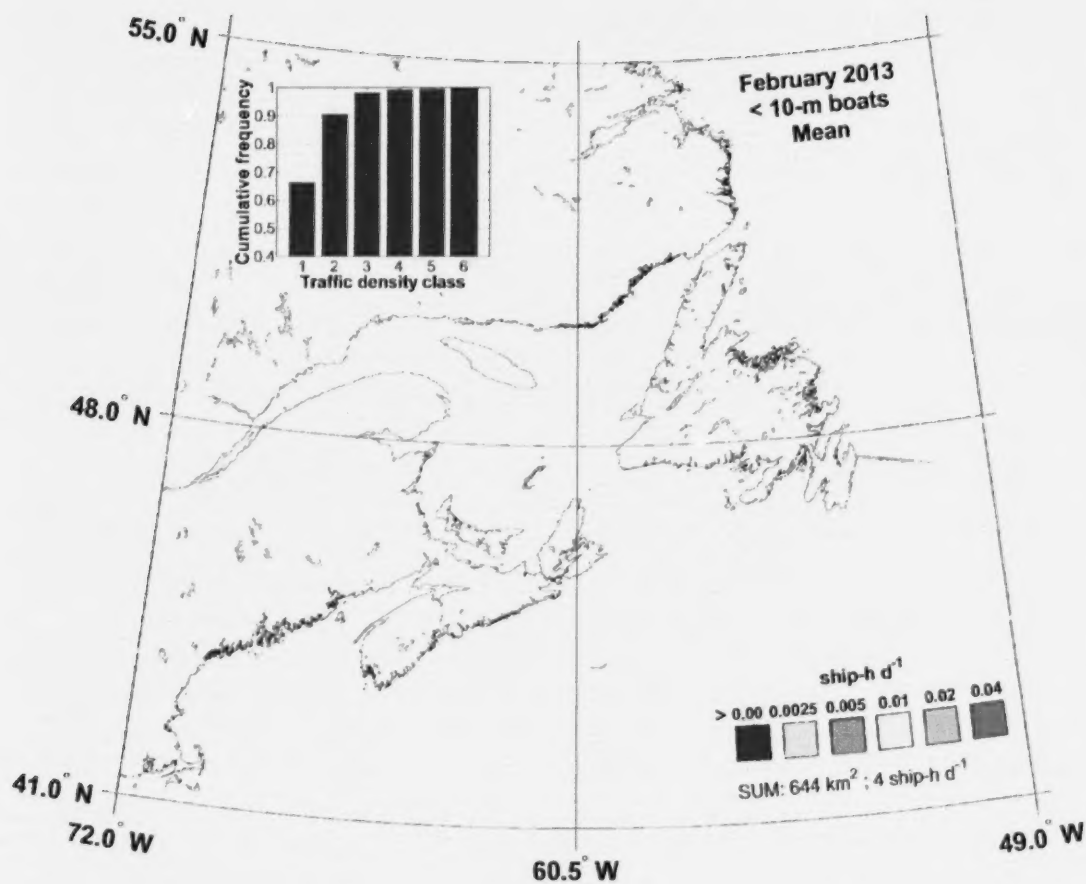 55.0° N
February 2013
< 10-m boats
Mean
Cumulative frequency
1
0.9
0.8
0.7
0.6
0.5
0.4
1 2 3 4 5 6
Traffic density class
48.0° N
ship-h d⁻¹
> 0.00 0.0025 0.005 0.01 0.02 0.04
SUM: 644 km² ; 4 ship-h d⁻¹
41.0° N
72.0° W
60.5° W
49.0° W